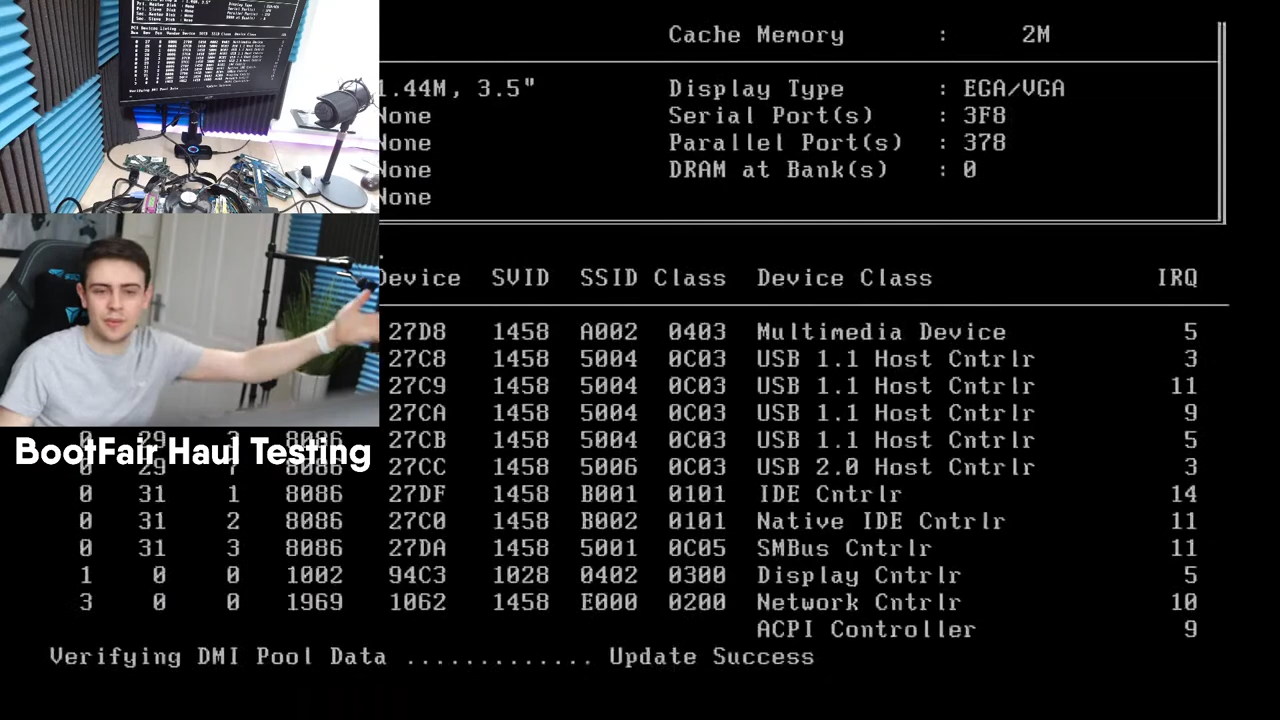 Cache Memory : 2M
1.44M, 3.5" Display Type : EGA/VGA
None Serial Port(s) : 3F8
None Parallel Port(s) : 378
None DRAM at Bank(s) : 0
None
Device SVID SSID Class Device Class IRQ
27D8 1458 A002 0403 Multimedia Device 5
27C8 1458 5004 0C03 USB 1.1 Host Cntrlr 3
27C9 1458 5004 0C03 USB 1.1 Host Cntrlr 11
27CA 1458 5004 0C03 USB 1.1 Host Cntrlr 9
0 29 3 8086 27CB 1458 5004 0C03 USB 1.1 Host Cntrlr 5
BootFair Haul Testing
0 29 7 8086 27CC 1458 5006 0C03 USB 2.0 Host Cntrlr 3
0 31 1 8086 27DF 1458 B001 0101 IDE Cntrlr 14
0 31 2 8086 27C0 1458 B002 0101 Native IDE Cntrlr 11
0 31 3 8086 27DA 1458 5001 0C05 SMBus Cntrlr 11
1 0 0 1002 94C3 1028 0402 0300 Display Cntrlr 5
3 0 0 1969 1062 1458 E000 0200 Network Cntrlr 10
ACPI Controller 9
Verifying DMI Pool Data ............. Update Success